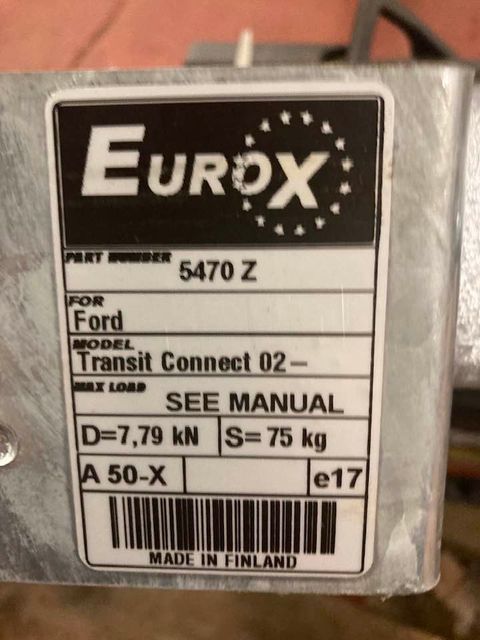 EUROX
PART NUMBER 5470 Z
FOR
Ford
MODEL
Transit Connect 02–
MAX LOAD
SEE MANUAL
D=7,79 kN S= 75 kg
A 50-X e17
MADE IN FINLAND